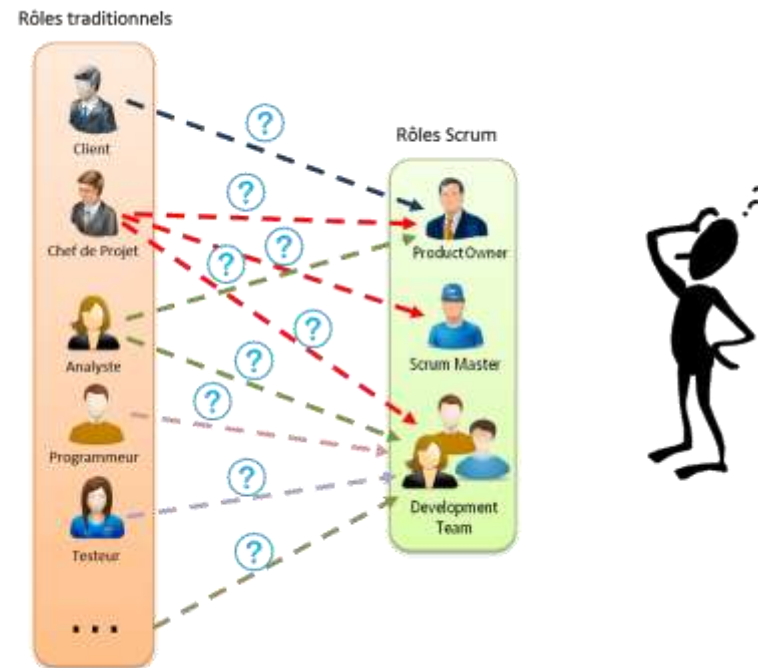 Rôles traditionnels
Client
Chef de Projet
Analyste
Programmeur
Testeur
...
?
?
?
?
?
?
?
?
?
Rôles Scrum
ProductOwner
Scrum Master
Development
Team
? ?